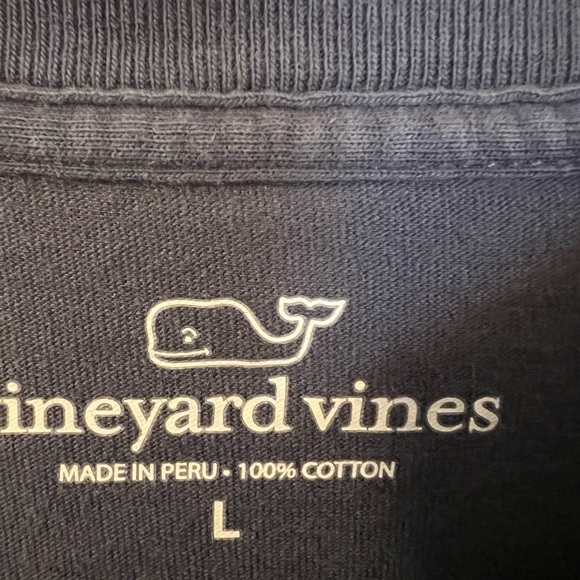 ineyard vines
MADE IN PERU • 100% COTTON
L